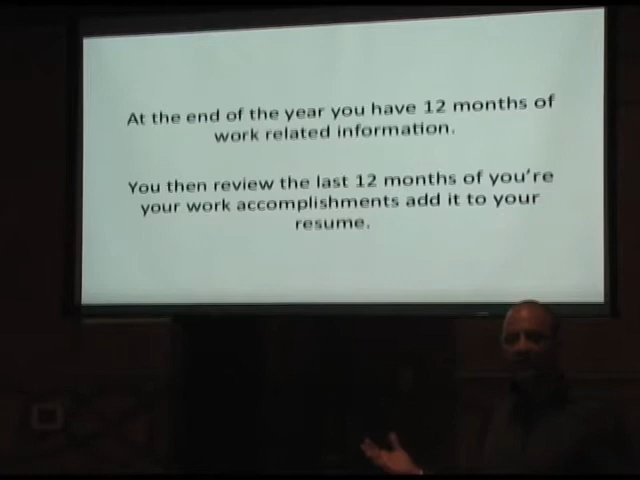 At the end of the year you have 12 months of
work related information.
You then review the last 12 months of you're
your work accomplishments add it to your
resume.